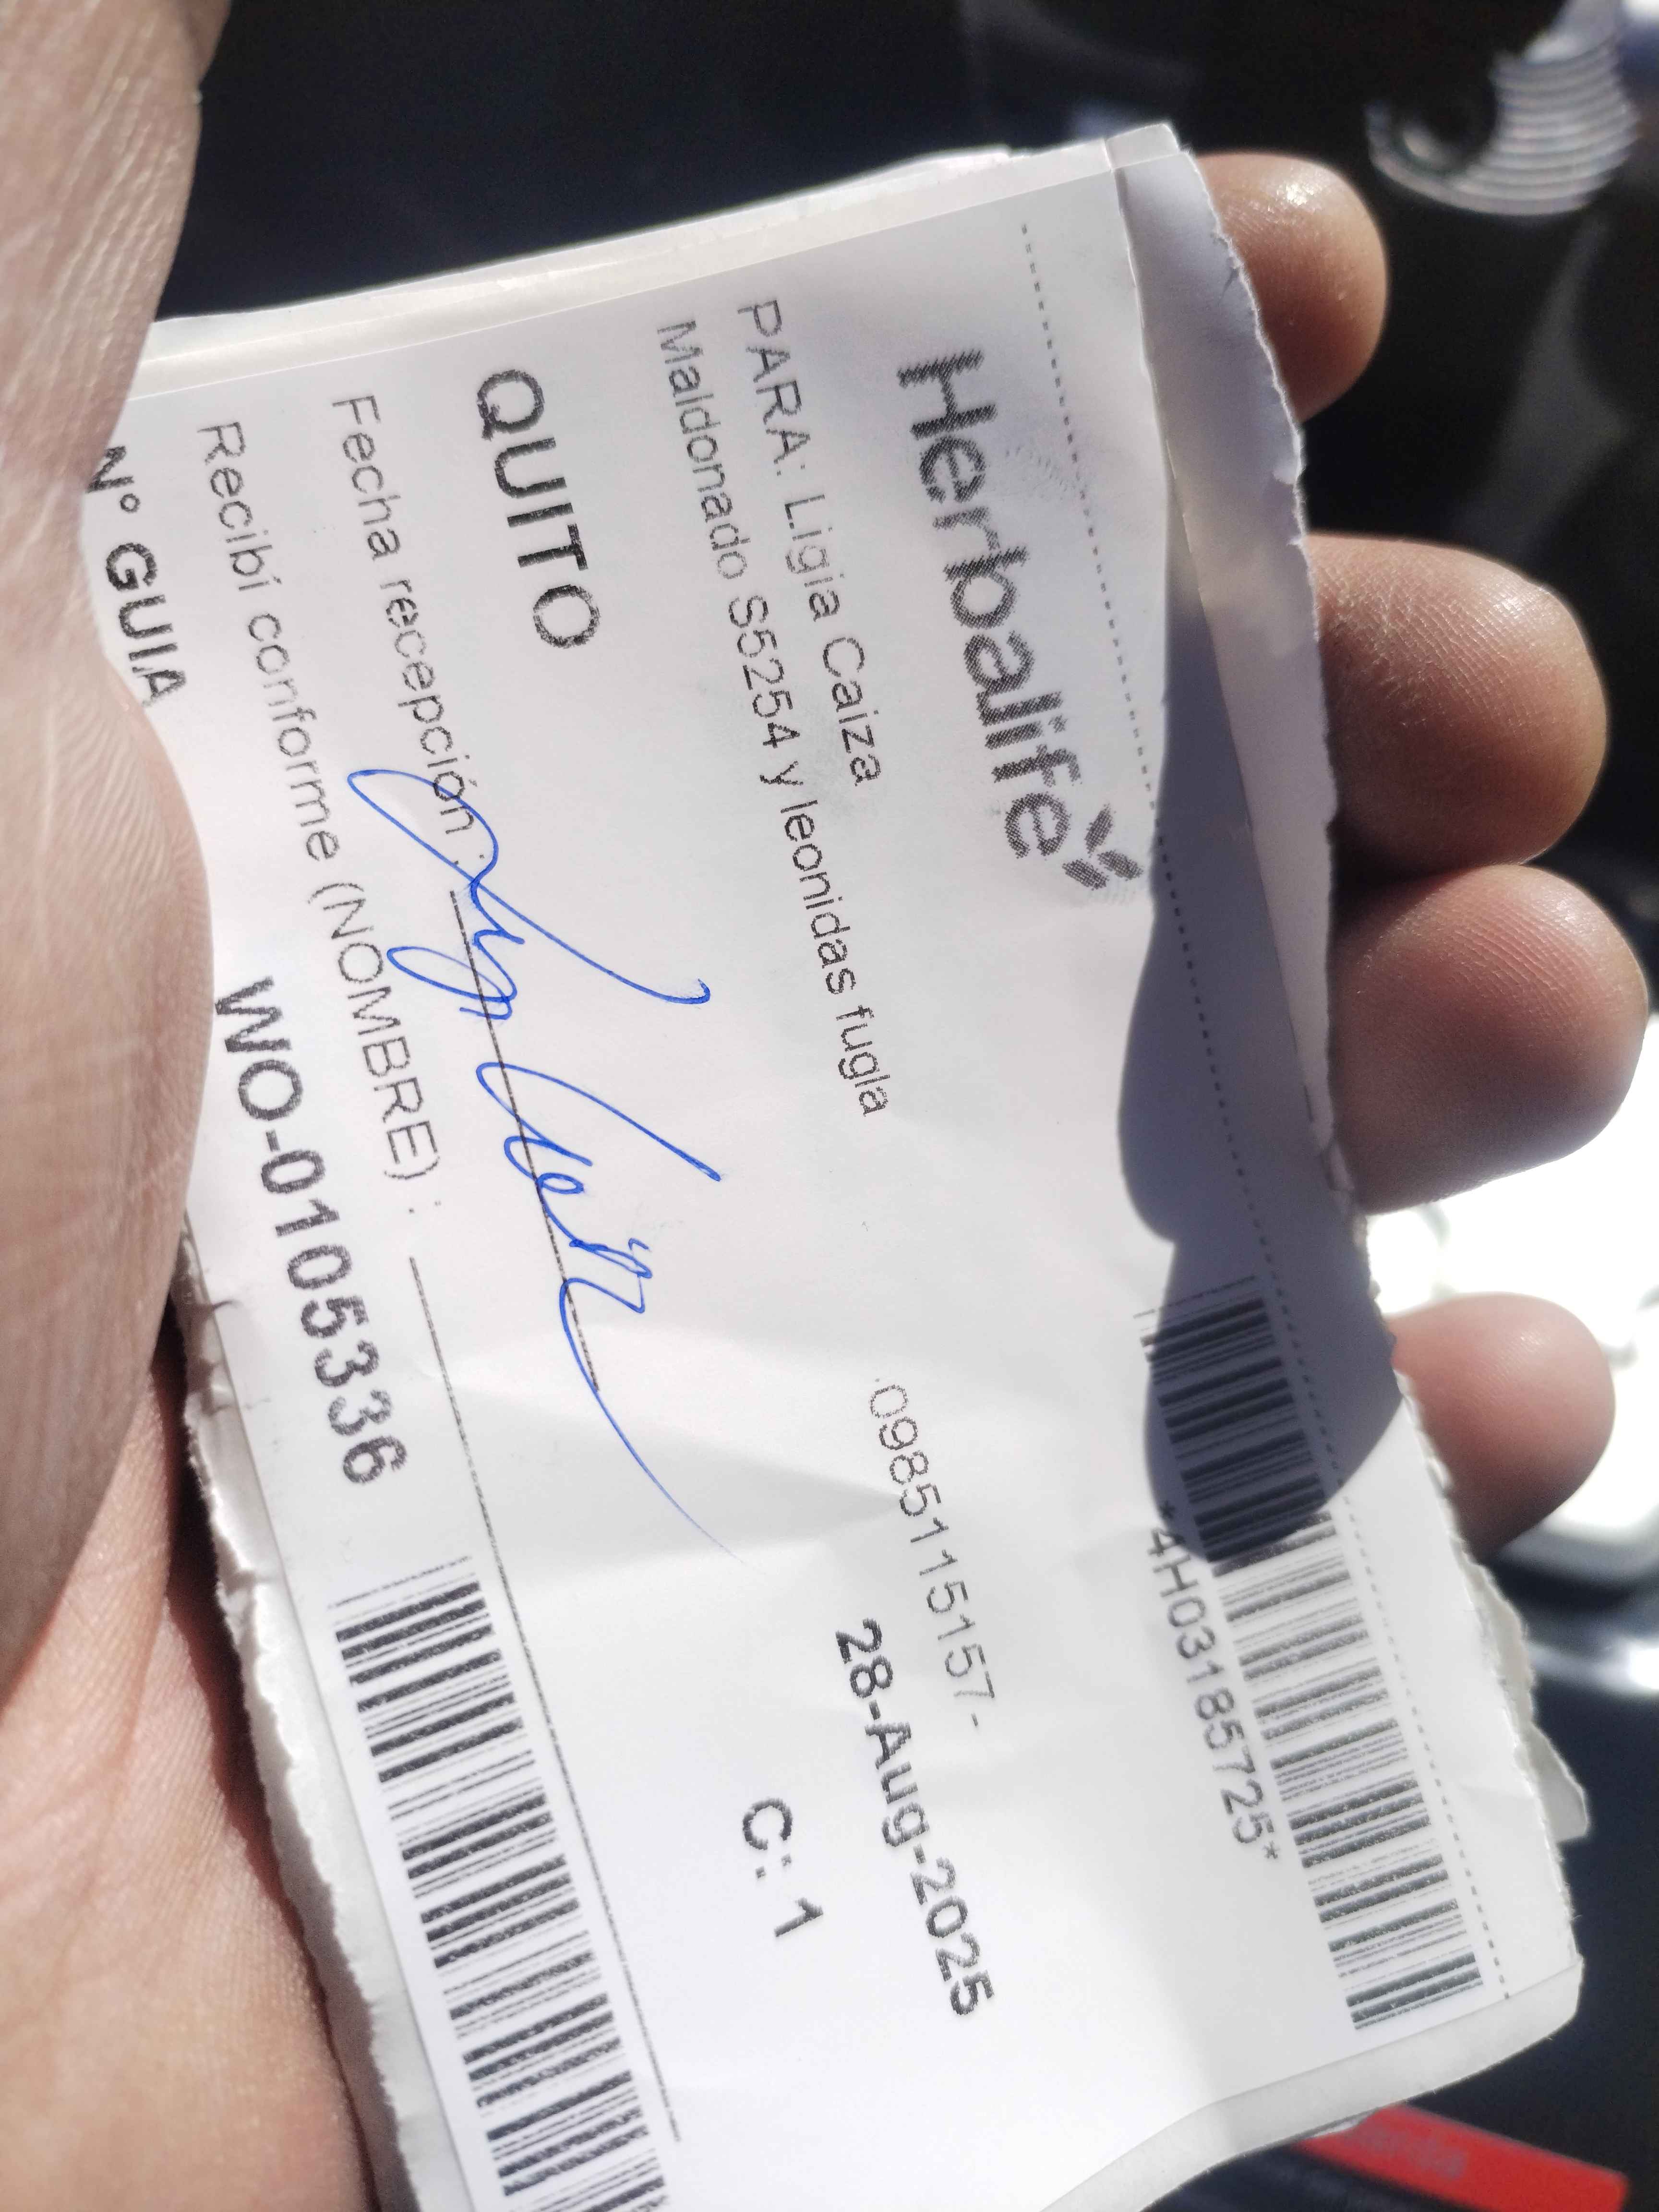 Herbalife
*4H03185725*
PARA: Ligia Caiza
Maldonado S5254 y leonidas fugla
0985115157-
28-Aug-2025
QUITO
C: 1
Fecha recepción :
Recibí conforme (NOMBRE) :
N° GUIA
WO-0105336